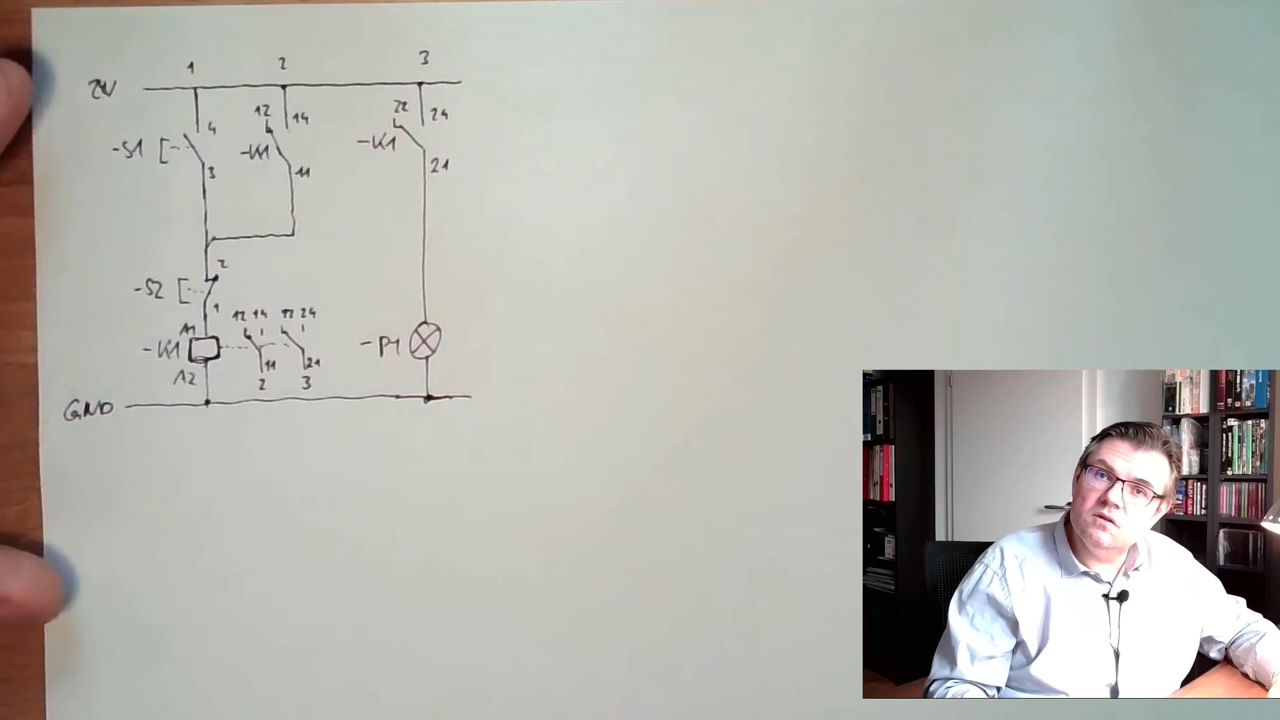 1 2 3
24V
12 14
22 24
-S1 4
-K1
-K1
3 11 21
2
-S2
1
12 14 22 24
A1
-K1
-P1
11 21
A2 2 3
GND